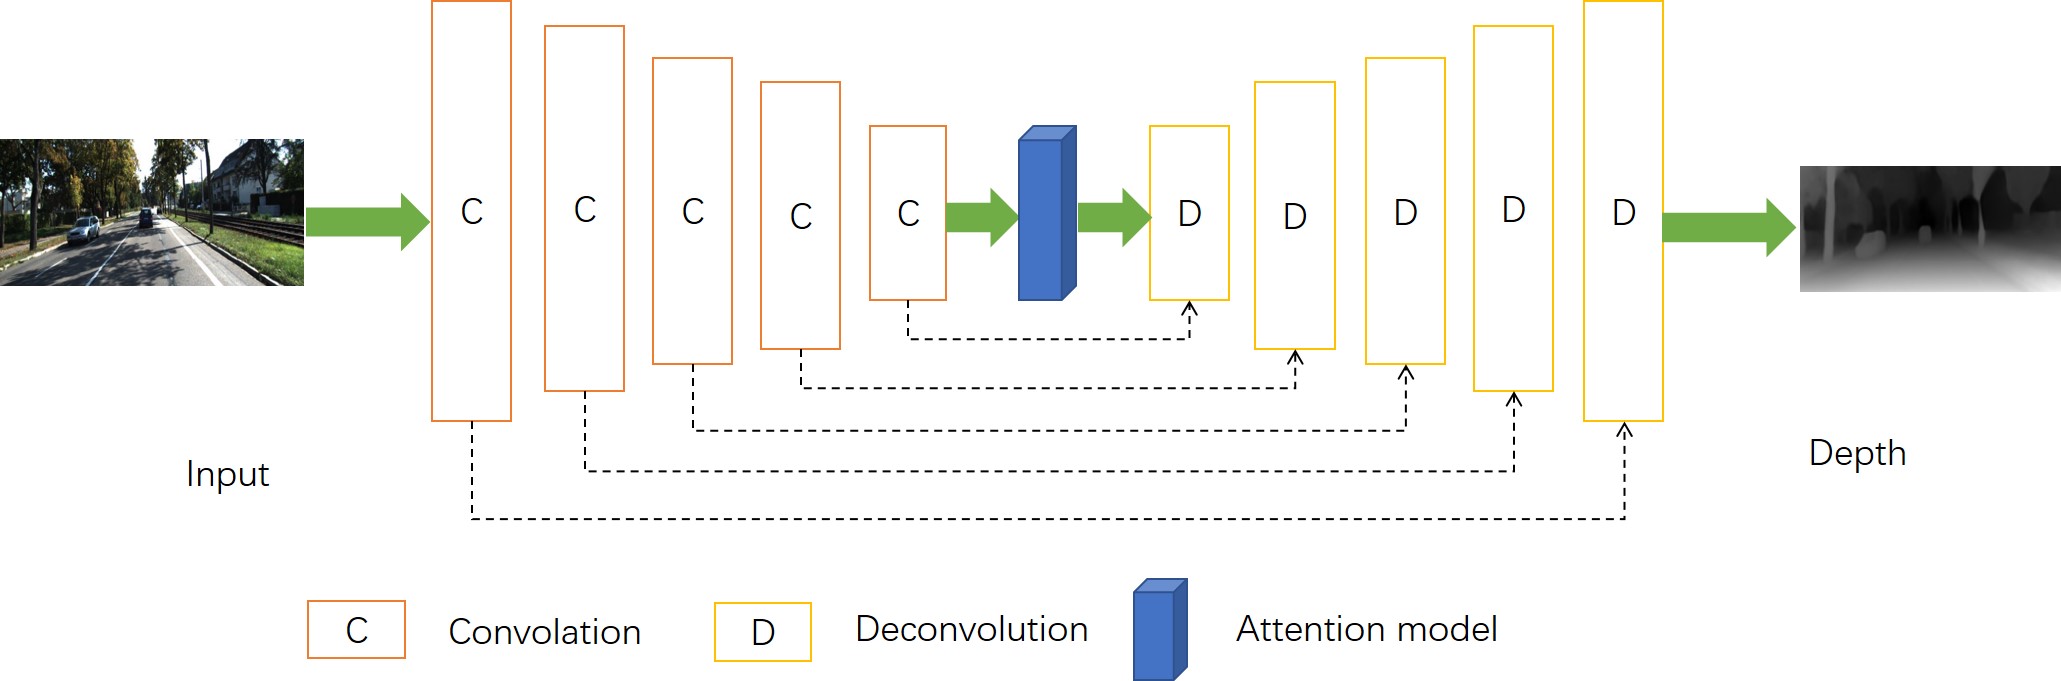 C C C C C D D D D D
Input
Depth
C Convolation D Deconvolution Attention model